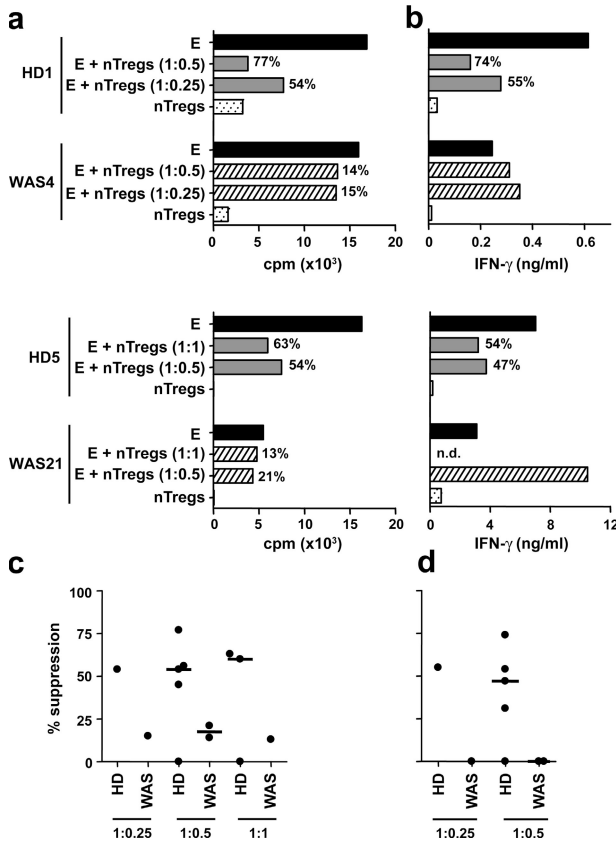 a
b
HD1
E
E + nTregs (1:0.5)
77%
74%
E + nTregs (1:0.25)
54%
55%
nTregs
WAS4
E
E + nTregs (1:0.5)
14%
E + nTregs (1:0.25)
15%
nTregs
0 5 10 15 20
cpm (x10³)
0 0.2 0.4 0.6
IFN-γ (ng/ml)
HD5
E
E + nTregs (1:1)
63%
54%
E + nTregs (1:0.5)
54%
47%
nTregs
WAS21
E
E + nTregs (1:1)
13%
n.d.
E + nTregs (1:0.5)
21%
nTregs
0 5 10 15 20
cpm (x10³)
0 4 8 12
IFN-γ (ng/ml)
c
d
% suppression
100
75
50
25
0
HD WAS HD WAS HD WAS
1:0.25 1:0.5 1:1
HD WAS HD WAS
1:0.25 1:0.5